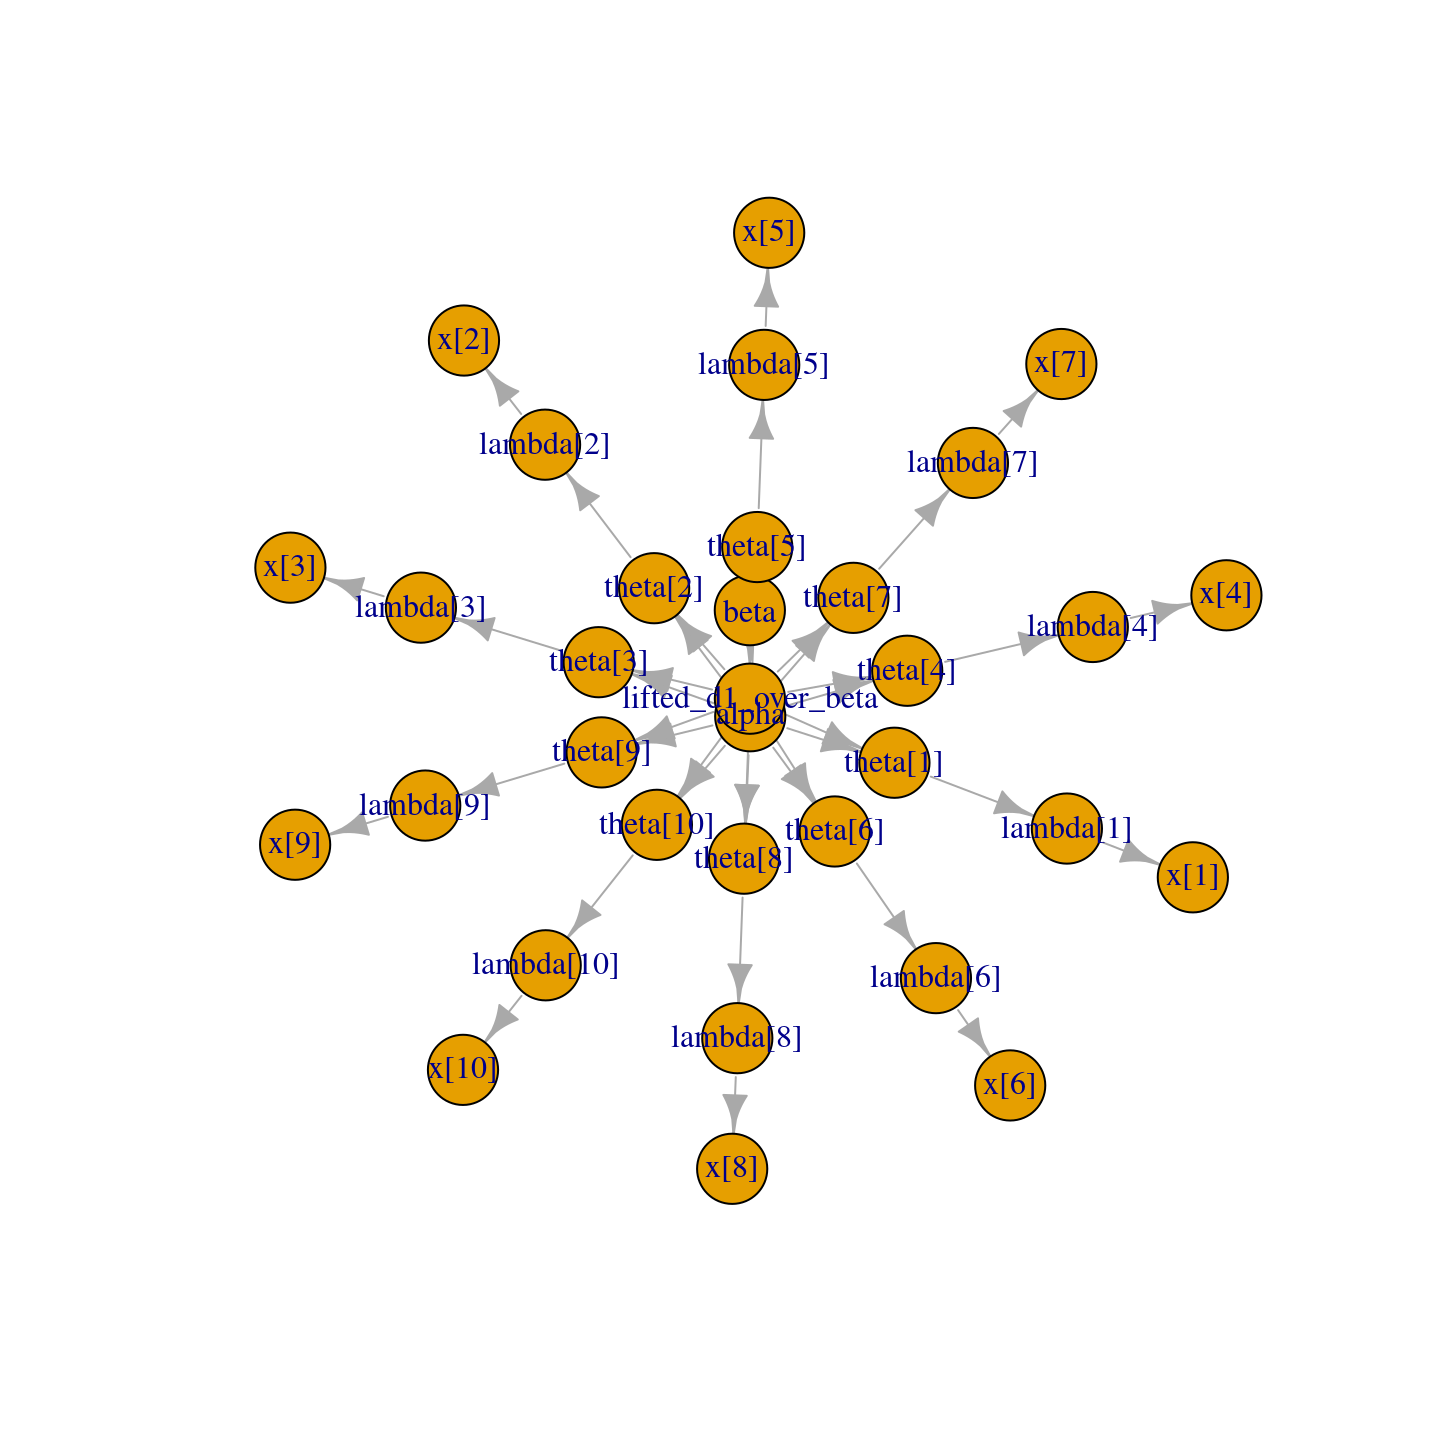 x[5]
x[2]
x[7]
lambda[5]
lambda[2]
lambda[7]
theta[5]
x[3]
theta[2]
x[4]
theta[7]
lambda[3]
beta
lambda[4]
theta[3]
theta[4]
lifted_d1_over_beta
alpha
theta[9]
theta[1]
lambda[9]
theta[10]
lambda[1]
theta[6]
x[9]
theta[8]
x[1]
lambda[10]
lambda[6]
lambda[8]
x[10]
x[6]
x[8]